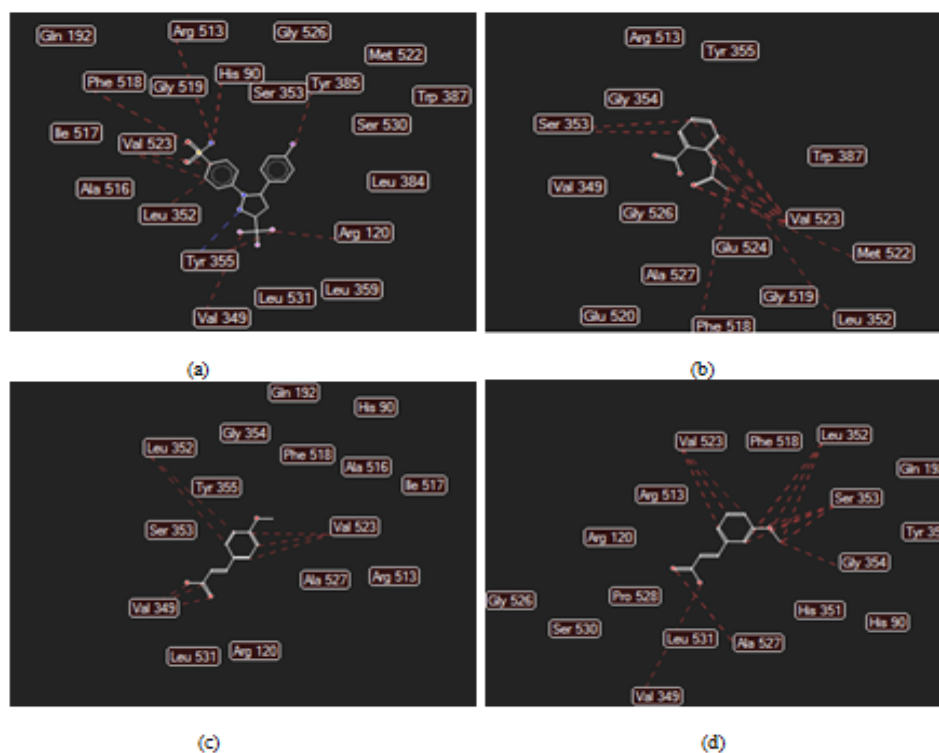 Gln 192
Arg 513
Gly 526
Met 522
Phe 518
Gly 519
His 90
Ser 353
Tyr 385
Trp 387
Ile 517
Val 523
Ser 530
Ala 516
Leu 384
Leu 352
Arg 120
Tyr 355
Leu 531
Leu 359
Val 349
(a)
Arg 513
Tyr 355
Gly 354
Ser 353
Trp 387
Val 349
Gly 526
Val 523
Glu 524
Met 522
Ala 527
Gly 519
Glu 520
Phe 518
Leu 352
(b)
Gln 192
His 90
Gly 354
Leu 352
Phe 518
Ala 516
Tyr 355
Ile 517
Ser 353
Val 523
Ala 527
Arg 513
Val 349
Leu 531
Arg 120
(c)
Val 523
Phe 518
Leu 352
Gln 192
Arg 513
Ser 353
Arg 120
Tyr 35
Gly 354
Gly 526
Pro 528
His 351
His 90
Ser 530
Leu 531
Ala 527
Val 349
(d)